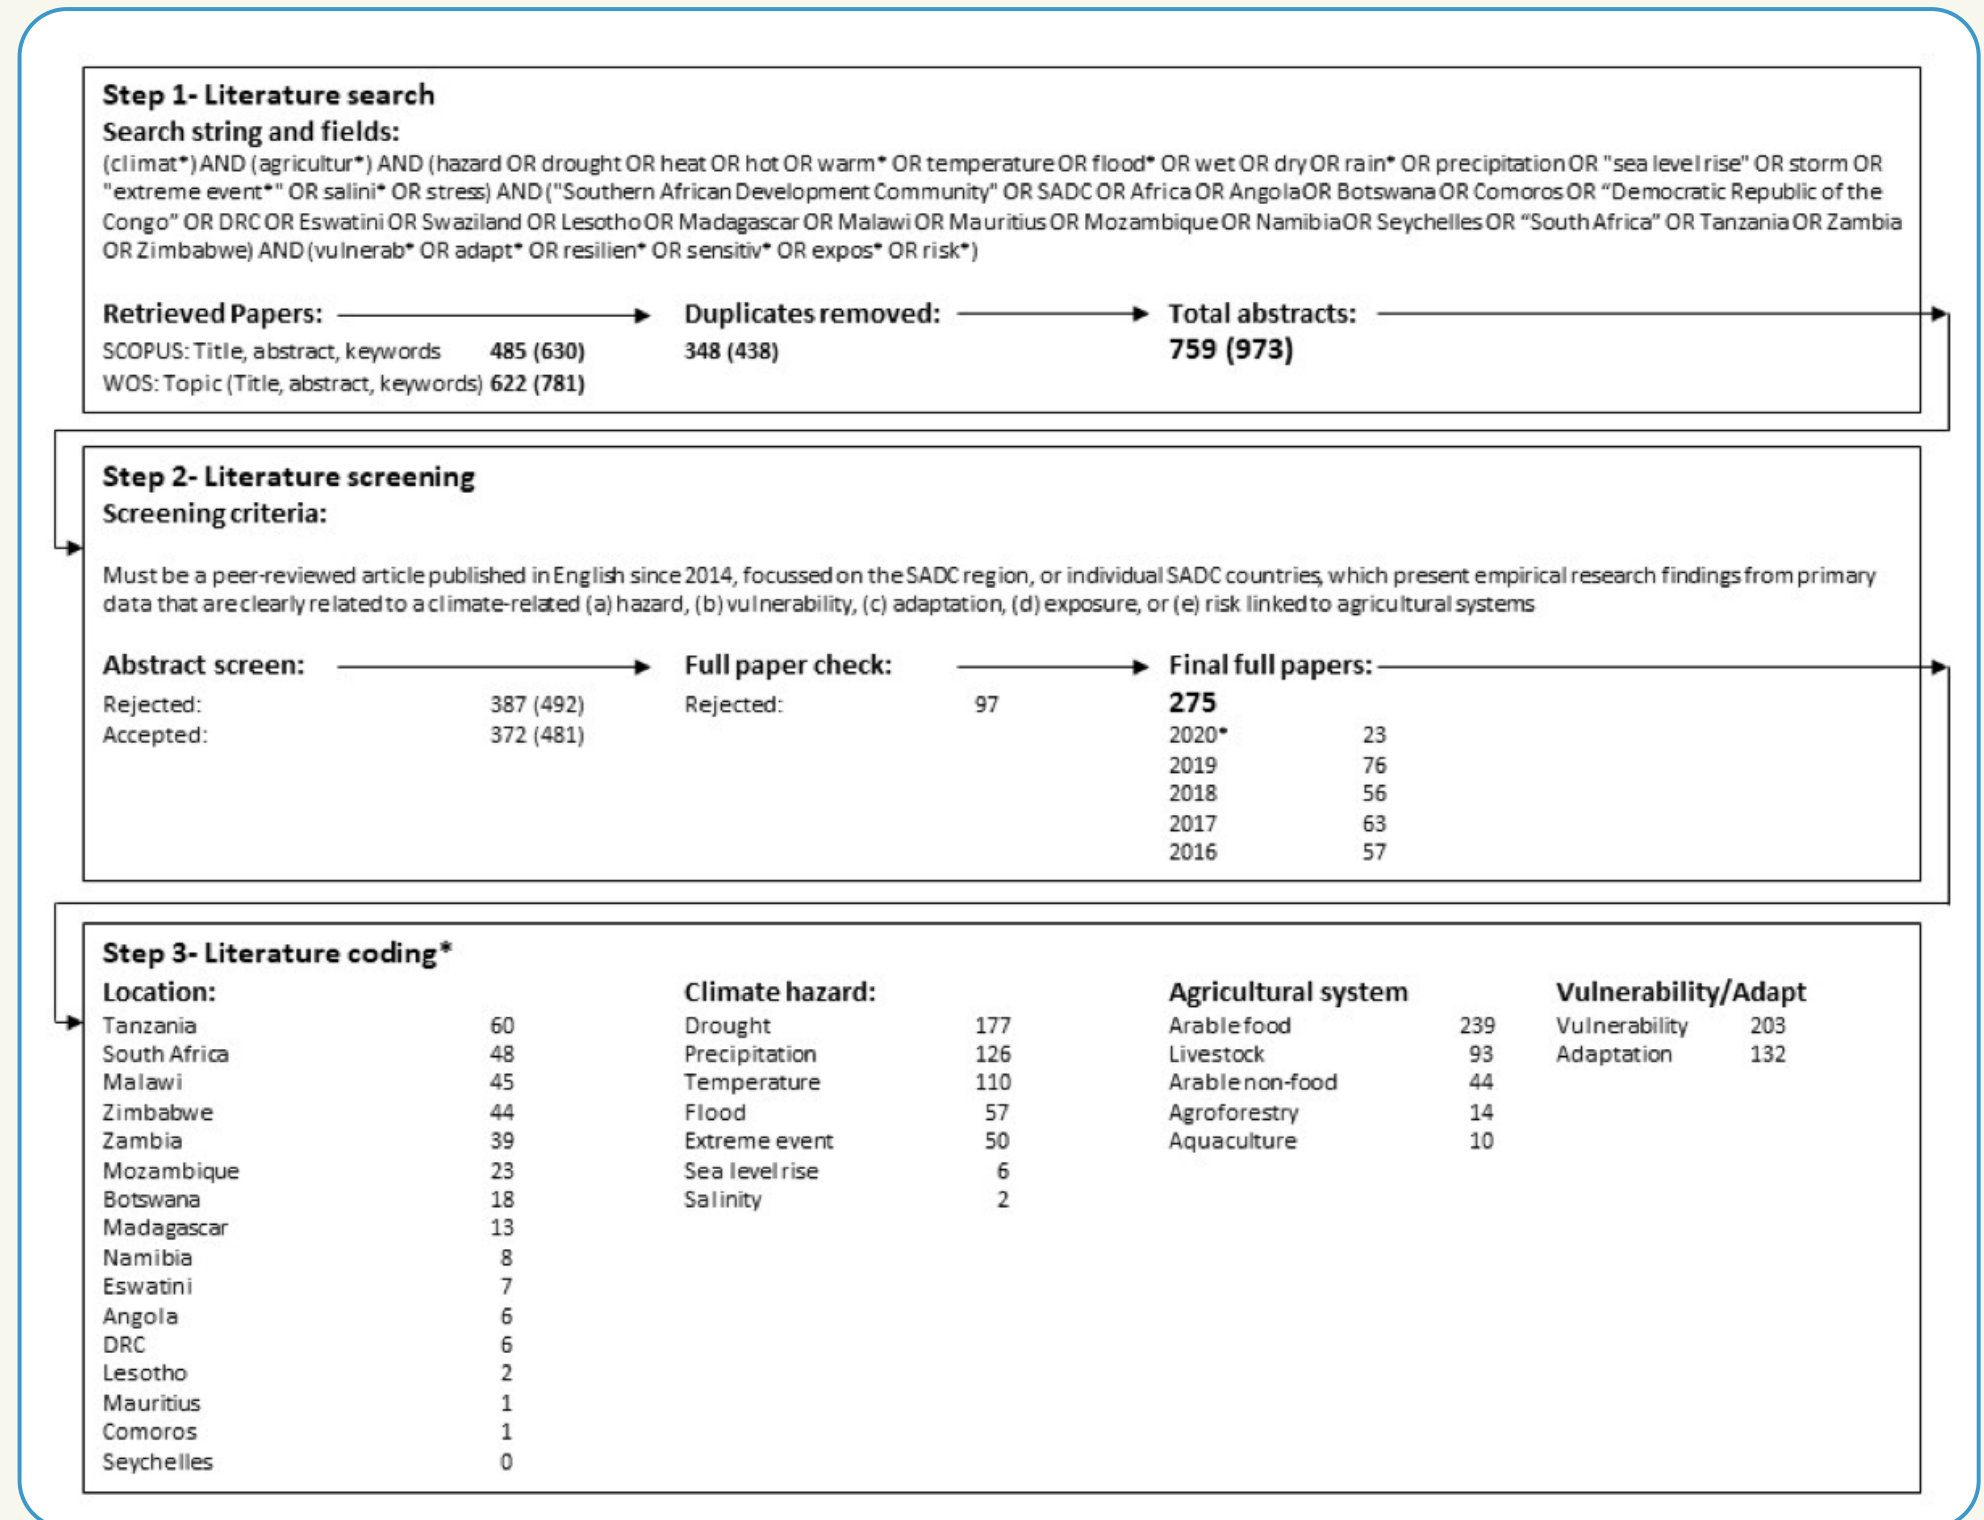 Step 1- Literature search
Search string and fields:
(climat*) AND (agricultur*) AND (hazard OR drought OR heat OR hot OR warm* OR temperature OR flood* OR wet OR dry OR rain* OR precipitation OR "sea level rise" OR storm OR
"extreme event*" OR salini* OR stress) AND ("Southern African Development Community" OR SADC OR Africa OR Angola OR Botswana OR Comoros OR “Democratic Republic of the
Congo” OR DRC OR Eswatini OR Swaziland OR Lesotho OR Madagascar OR Malawi OR Mauritius OR Mozambique OR Namibia OR Seychelles OR “South Africa” OR Tanzania OR Zambia
OR Zimbabwe) AND (vulnerab* OR adapt* OR resilien* OR sensitiv* OR expos* OR risk*)
Retrieved Papers: Duplicates removed: Total abstracts:
SCOPUS: Title, abstract, keywords 485 (630) 348 (438) 759 (973)
WOS: Topic (Title, abstract, keywords) 622 (781)
Step 2- Literature screening
Screening criteria:
Must be a peer-reviewed article published in English since 2014, focussed on the SADC region, or individual SADC countries, which present empirical research findings from primary
data that are clearly related to a climate-related (a) hazard, (b) vulnerability, (c) adaptation, (d) exposure, or (e) risk linked to agricultural systems
Abstract screen: Full paper check: Final full papers:
Rejected: 387 (492) Rejected: 97 275
Accepted: 372 (481) 2020* 23
2019 76
2018 56
2017 63
2016 57
Step 3- Literature coding*
Location: Climate hazard: Agricultural system Vulnerability/Adapt
Tanzania 60 Drought 177 Arable food 239 Vulnerability 203
South Africa 48 Precipitation 126 Livestock 93 Adaptation 132
Malawi 45 Temperature 110 Arable non-food 44
Zimbabwe 44 Flood 57 Agroforestry 14
Zambia 39 Extreme event 50 Aquaculture 10
Mozambique 23 Sea level rise 6
Botswana 18 Salinity 2
Madagascar 13
Namibia 8
Eswatini 7
Angola 6
DRC 6
Lesotho 2
Mauritius 1
Comoros 1
Seychelles 0